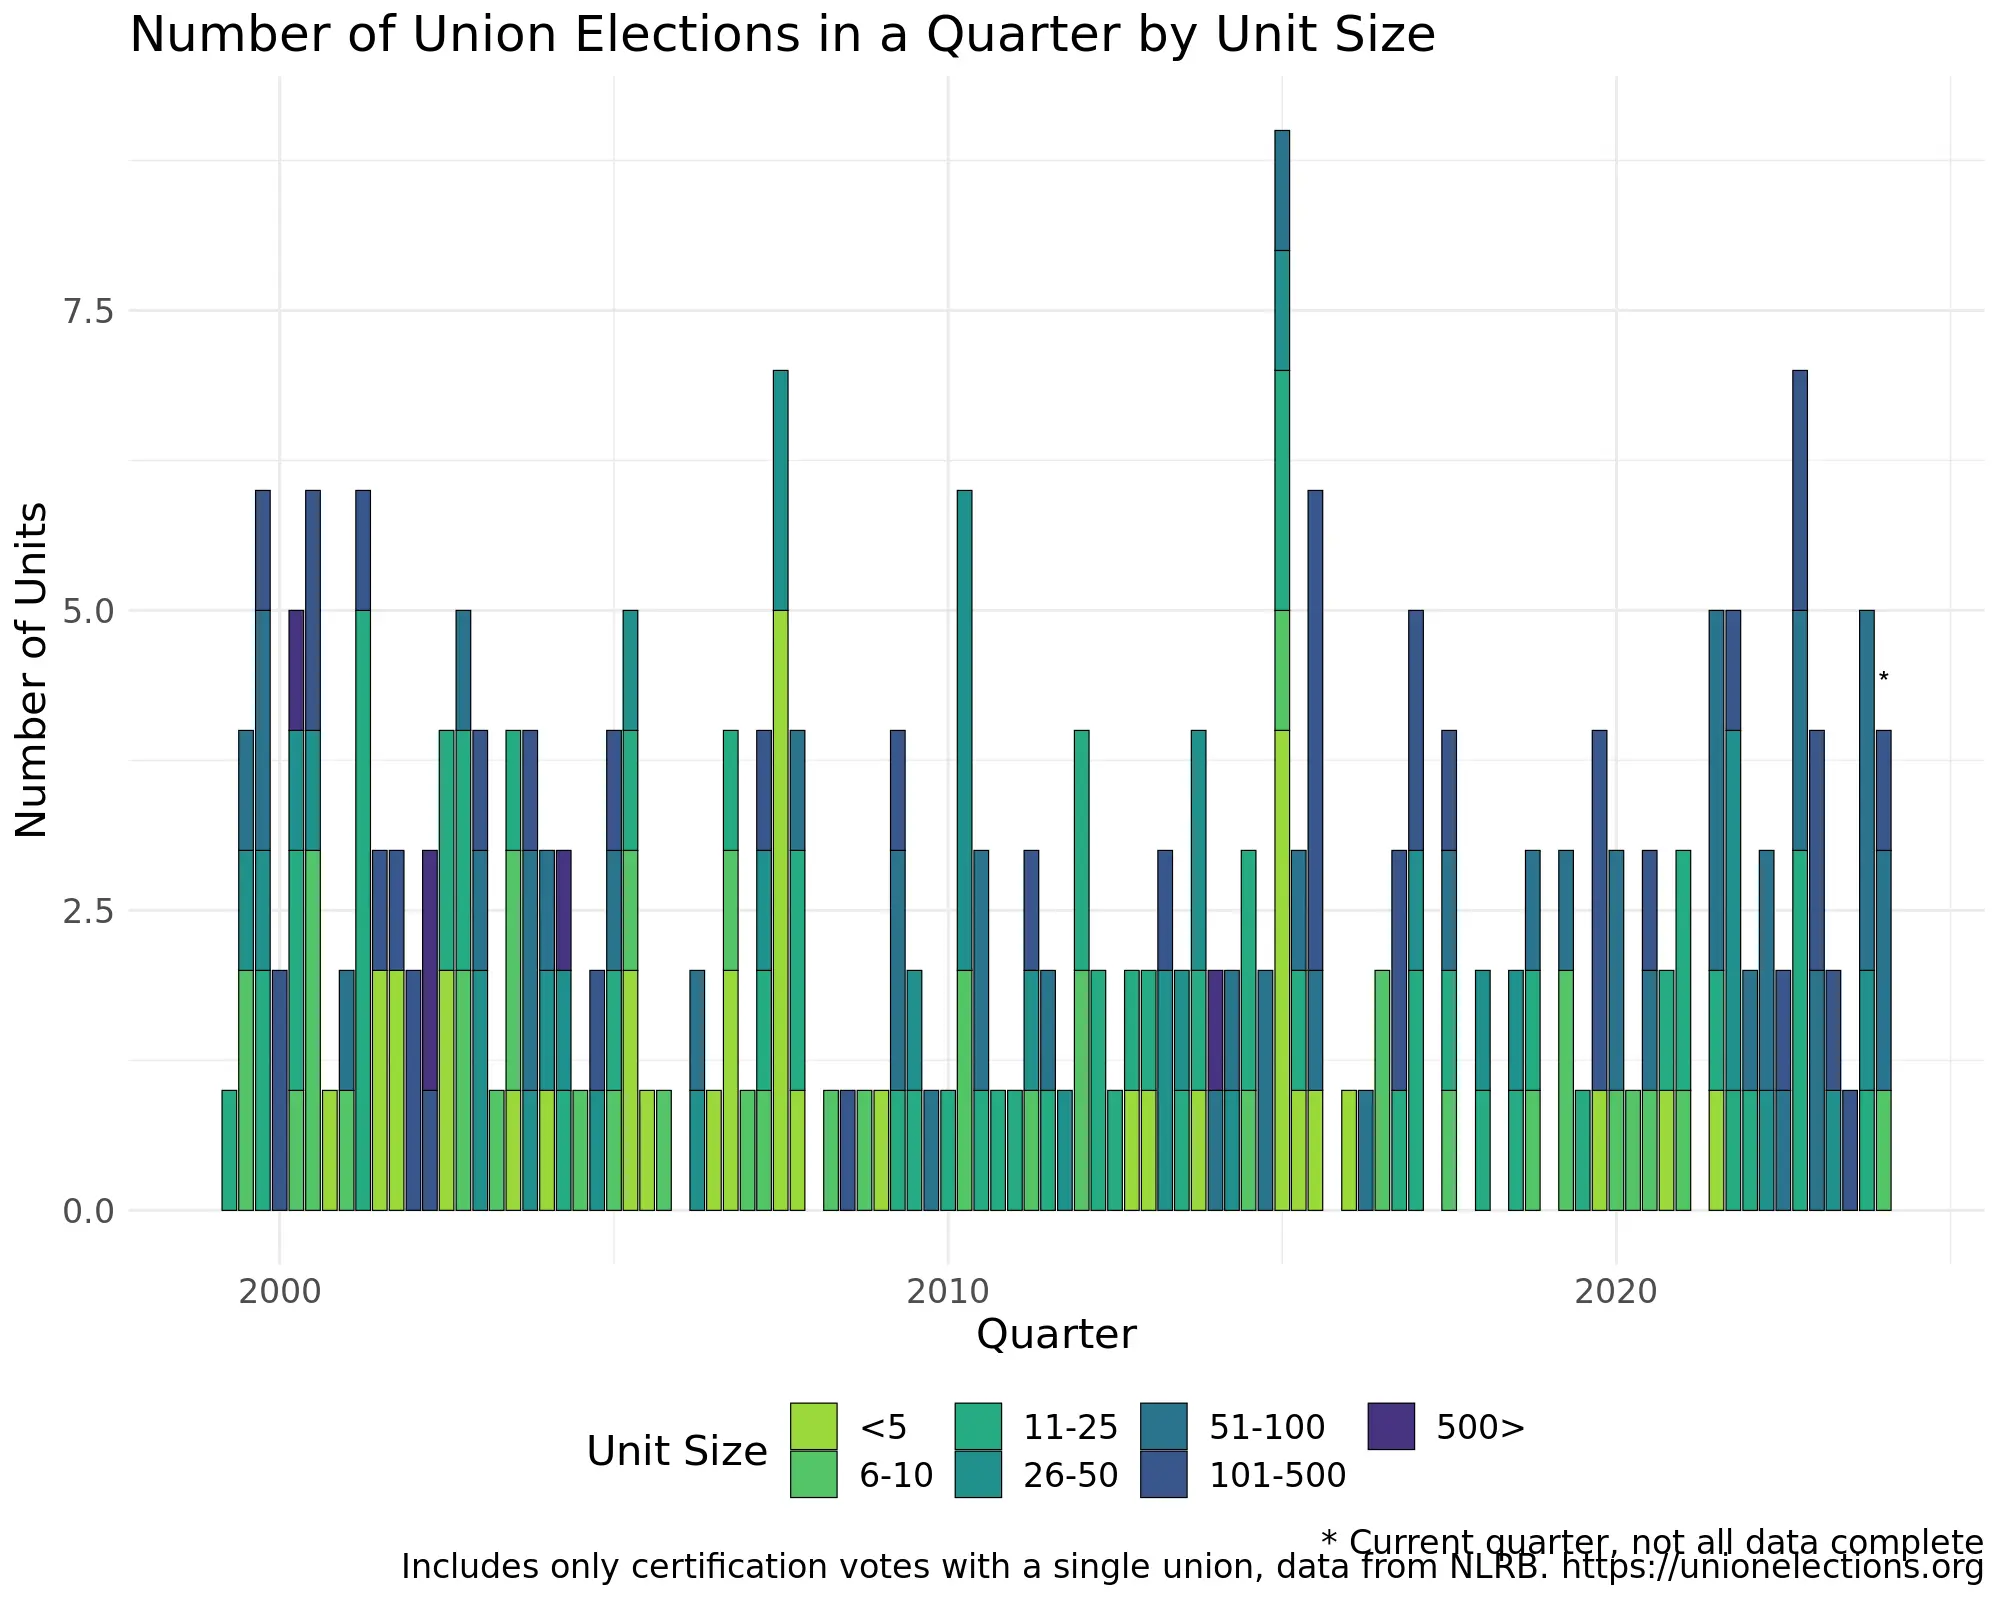 Number of Union Elections in a Quarter by Unit Size
Number of Units
7.5
5.0
2.5
0.0
*
2000 2010 2020
Quarter
Unit Size
<5 11-25 51-100 500>
6-10 26-50 101-500
* Current quarter, not all data complete
Includes only certification votes with a single union, data from NLRB. https://unionelections.org